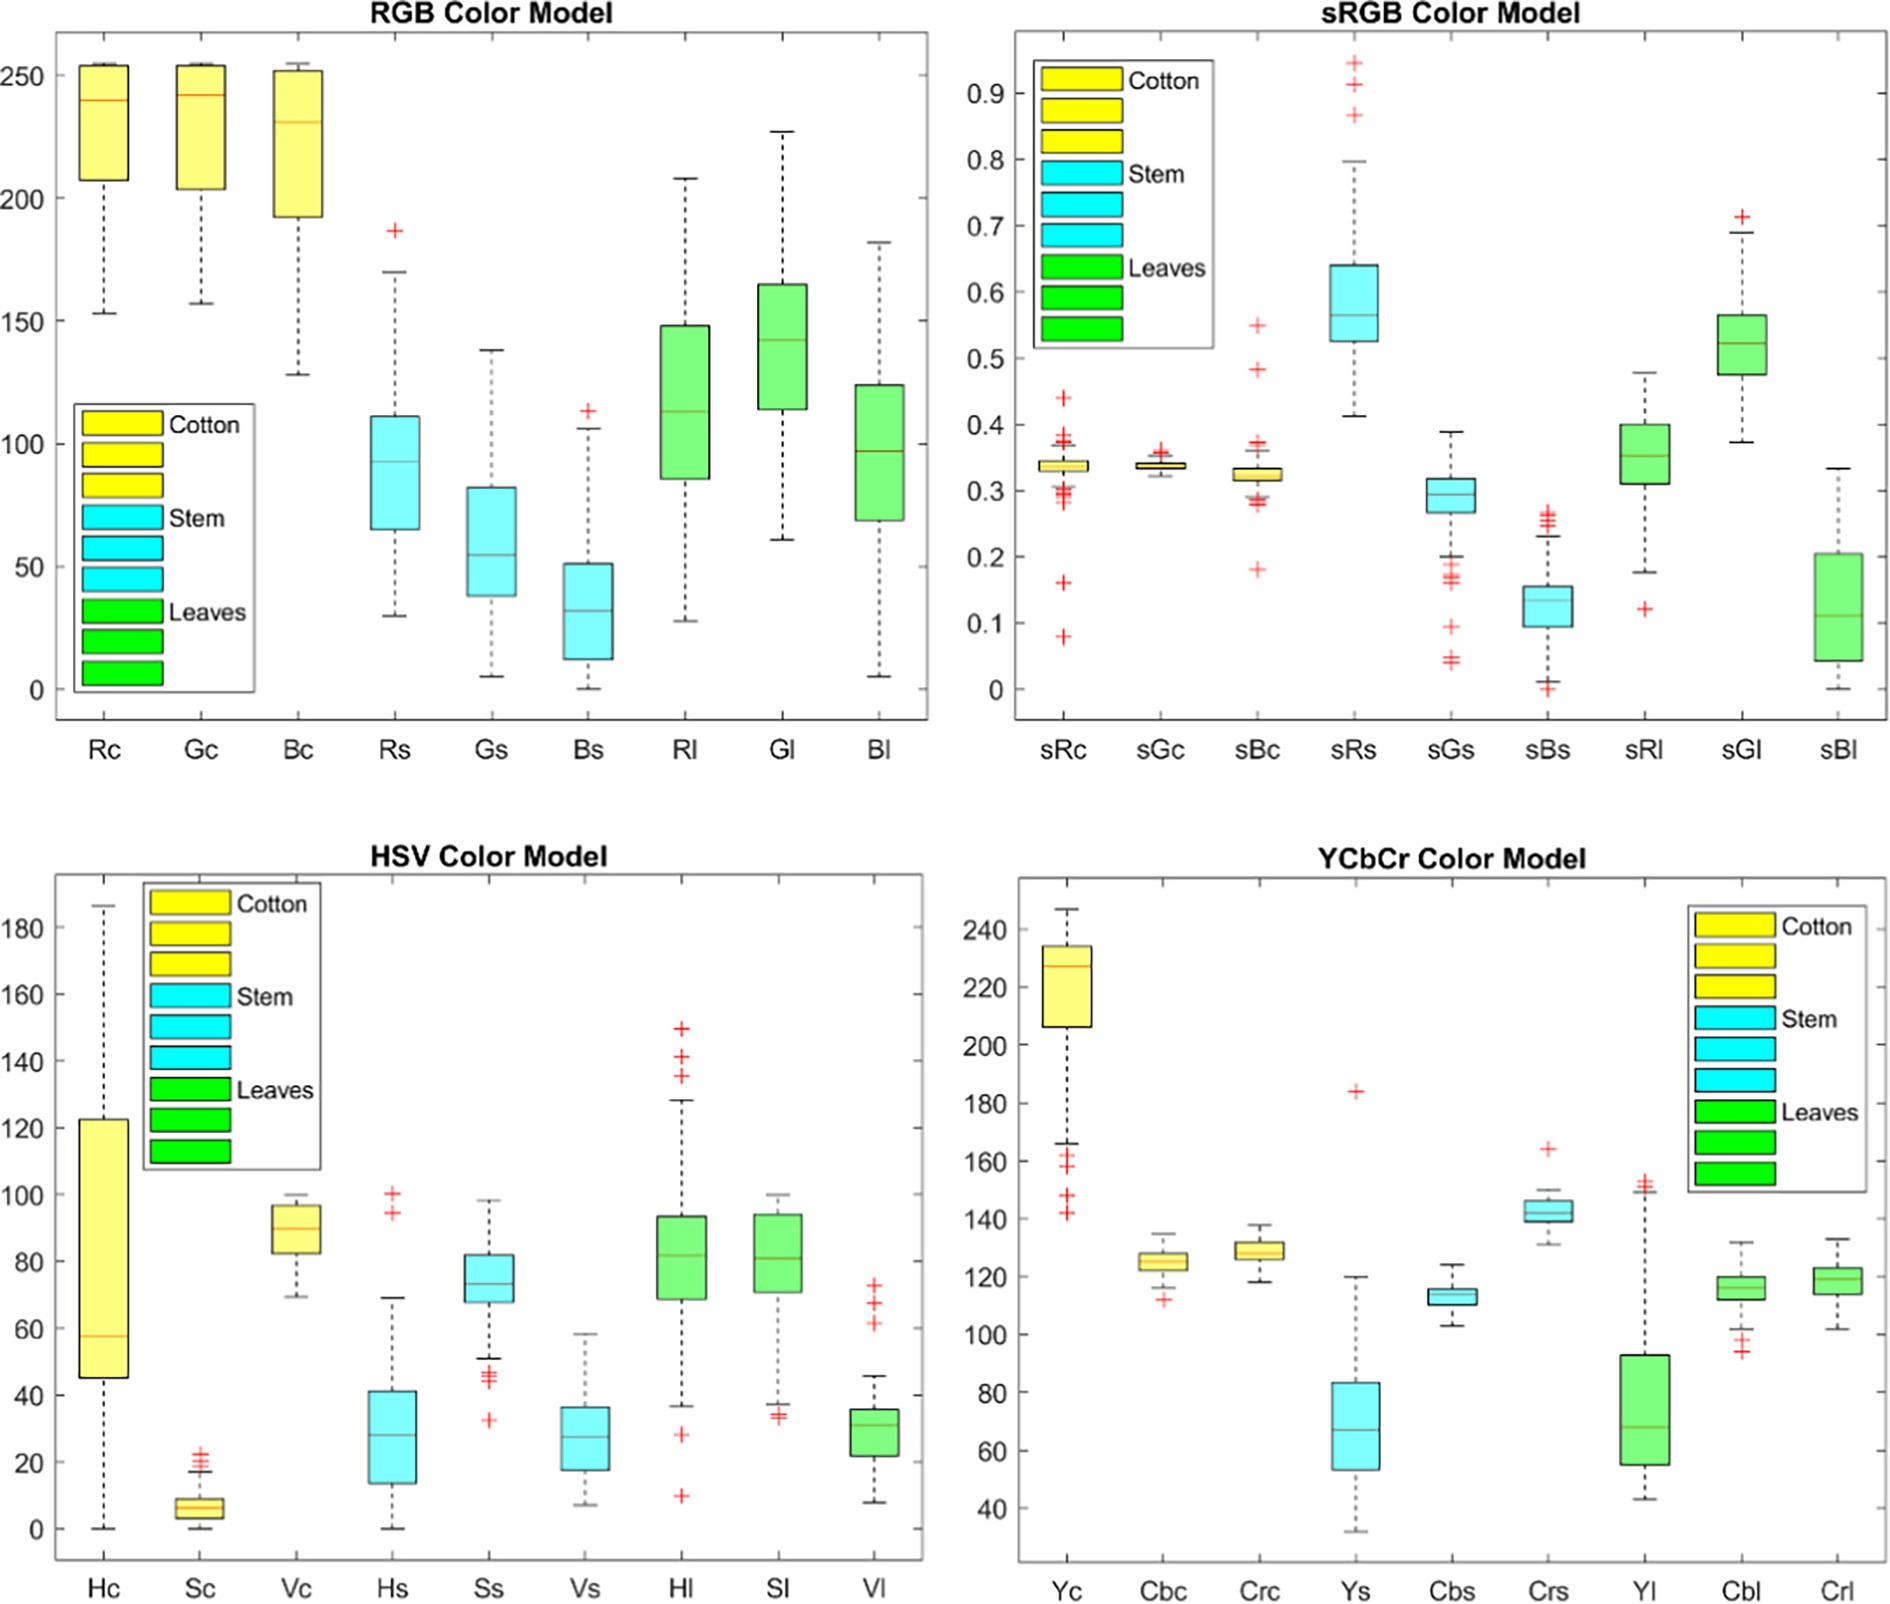 RGB Color Model
250
200
150
100
50
0
Cotton
Stem
Leaves
Rc Gc Bc Rs Gs Bs Rl Gl Bl
sRGB Color Model
0.9
0.8
0.7
0.6
0.5
0.4
0.3
0.2
0.1
0
Cotton
Stem
Leaves
sRc sGc sBc sRs sGs sBs sRl sGl sBl
HSV Color Model
180
160
140
120
100
80
60
40
20
0
Cotton
Stem
Leaves
Hc Sc Vc Hs Ss Vs Hl Sl Vl
YCbCr Color Model
240
220
200
180
160
140
120
100
80
60
40
Cotton
Stem
Leaves
Yc Cbc Crc Ys Cbs Crs Yl Cbl Crl